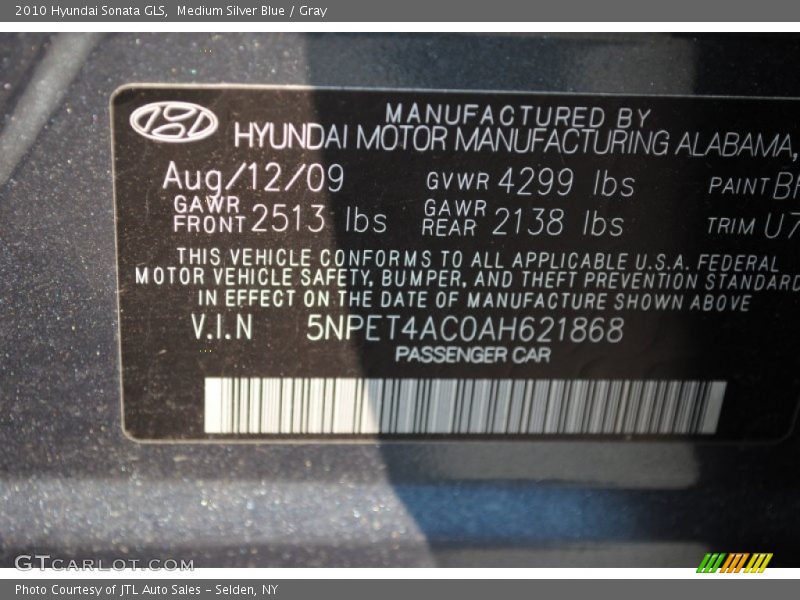 2010 Hyundai Sonata GLS, Medium Silver Blue / Gray
MANUFACTURED BY
HYUNDAI MOTOR MANUFACTURING ALABAMA,
Aug/12/09 GVWR 4299 lbs PAINT
GAWR FRONT 2513 lbs GAWR REAR 2138 lbs TRIM U7
THIS VEHICLE CONFORMS TO ALL APPLICABLE U.S.A. FEDERAL
MOTOR VEHICLE SAFETY, BUMPER, AND THEFT PREVENTION STANDARD
IN EFFECT ON THE DATE OF MANUFACTURE SHOWN ABOVE
V.I.N 5NPET4AC0AH621868
PASSENGER CAR
GTCARLOT.COM
Photo Courtesy of JTL Auto Sales - Selden, NY